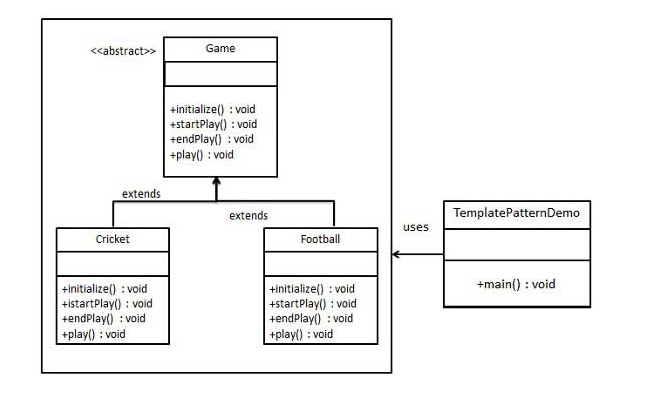 <<abstract>>
Game
+initialize() : void
+startPlay() : void
+endPlay() : void
+play() : void
extends
extends
Cricket
+initialize() : void
+istartPlay() : void
+endPlay() : void
+play() : void
Football
+initialize() : void
+startPlay() : void
+endPlay() : void
+play() : void
uses
TemplatePatternDemo
+main() : void